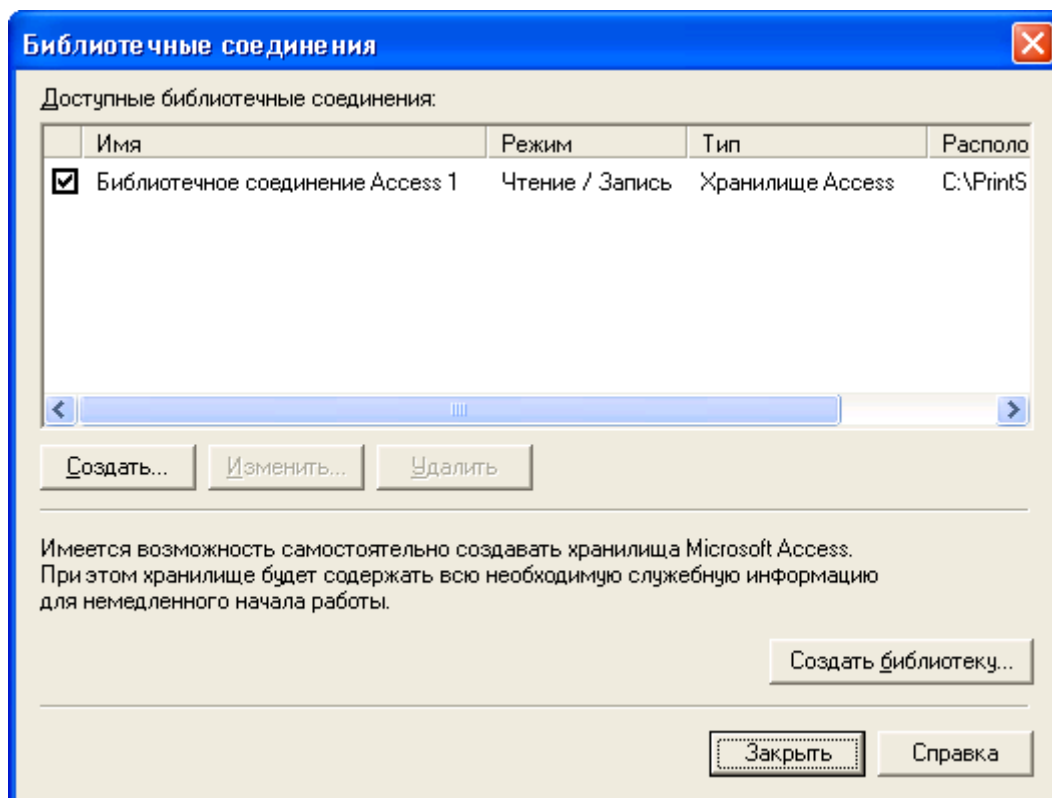 Библиотечные соединения
Доступные библиотечные соединения:
Имя Режим Тип Располо
Библиотечное соединение Access 1 Чтение / Запись Хранилище Access C:\PrintS
Создать... Изменить... Удалить
Имеется возможность самостоятельно создавать хранилища Microsoft Access.
При этом хранилище будет содержать всю необходимую служебную информацию
для немедленного начала работы.
Создать библиотеку...
Закрыть Справка